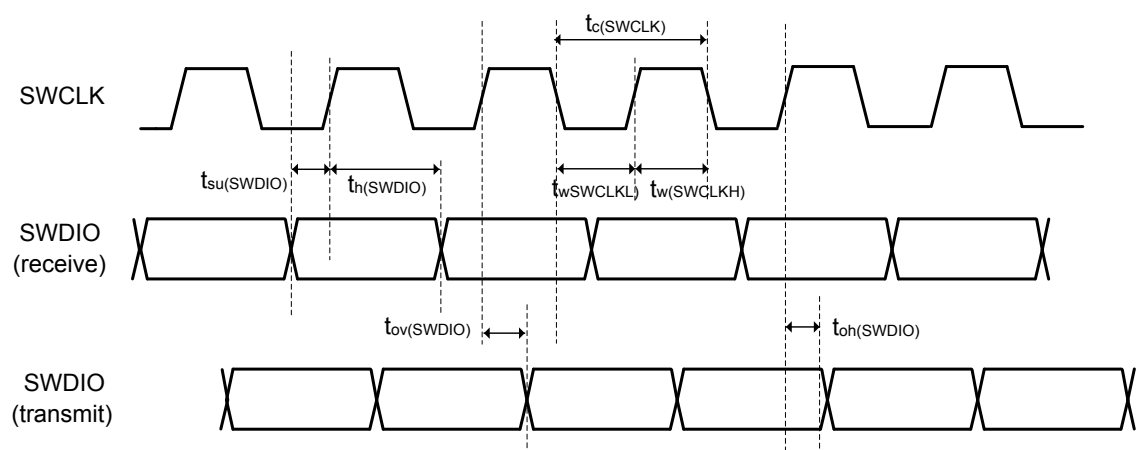 tc(SWCLK)
SWCLK
tsu(SWDIO)
th(SWDIO)
twSWCLKL)
tw(SWCLKH)
SWDIO
(receive)
tov(SWDIO)
toh(SWDIO)
SWDIO
(transmit)